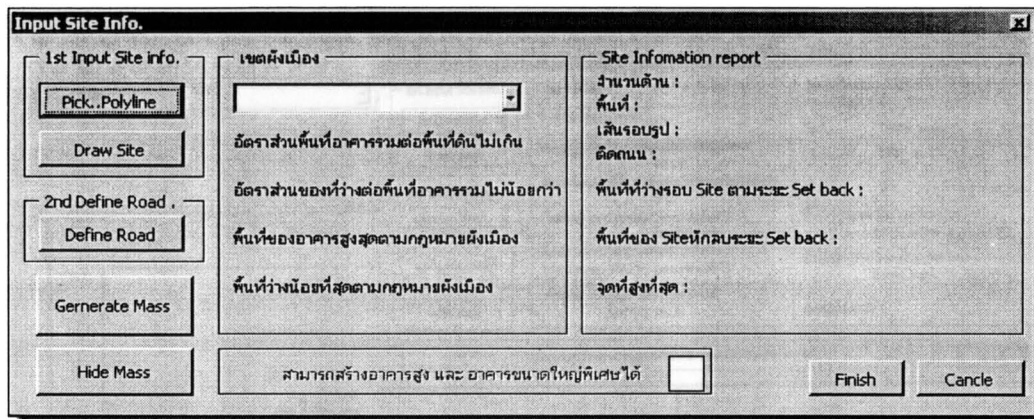 Input Site Info.
1st Input Site info.
Pick..Polyline
Draw Site
2nd Define Road .
Define Road
Gernerate Mass
Hide Mass
เขตผังเมือง
อัตราส่วนพื้นที่อาคารรวมต่อพื้นที่ดินไม่เกิน
อัตราส่วนของที่ว่างต่อพื้นที่อาคารรวมไม่น้อยกว่า
พื้นที่ของอาคารสูงสุดตามกฎหมายผังเมือง
พื้นที่ว่างน้อยที่สุดตามกฎหมายผังเมือง
Site Infomation report
จำนวนด้าน :
พื้นที่ :
เส้นรอบรูป :
ติดถนน :
พื้นที่ที่ว่างรอบ Site ตามระยะ Set back :
พื้นที่ของ Siteหักลบระยะ Set back :
จุดที่สูงที่สุด :
สามารถสร้างอาคารสูง และ อาคารขนาดใหญ่พิเศษได้
Finish
Cancle